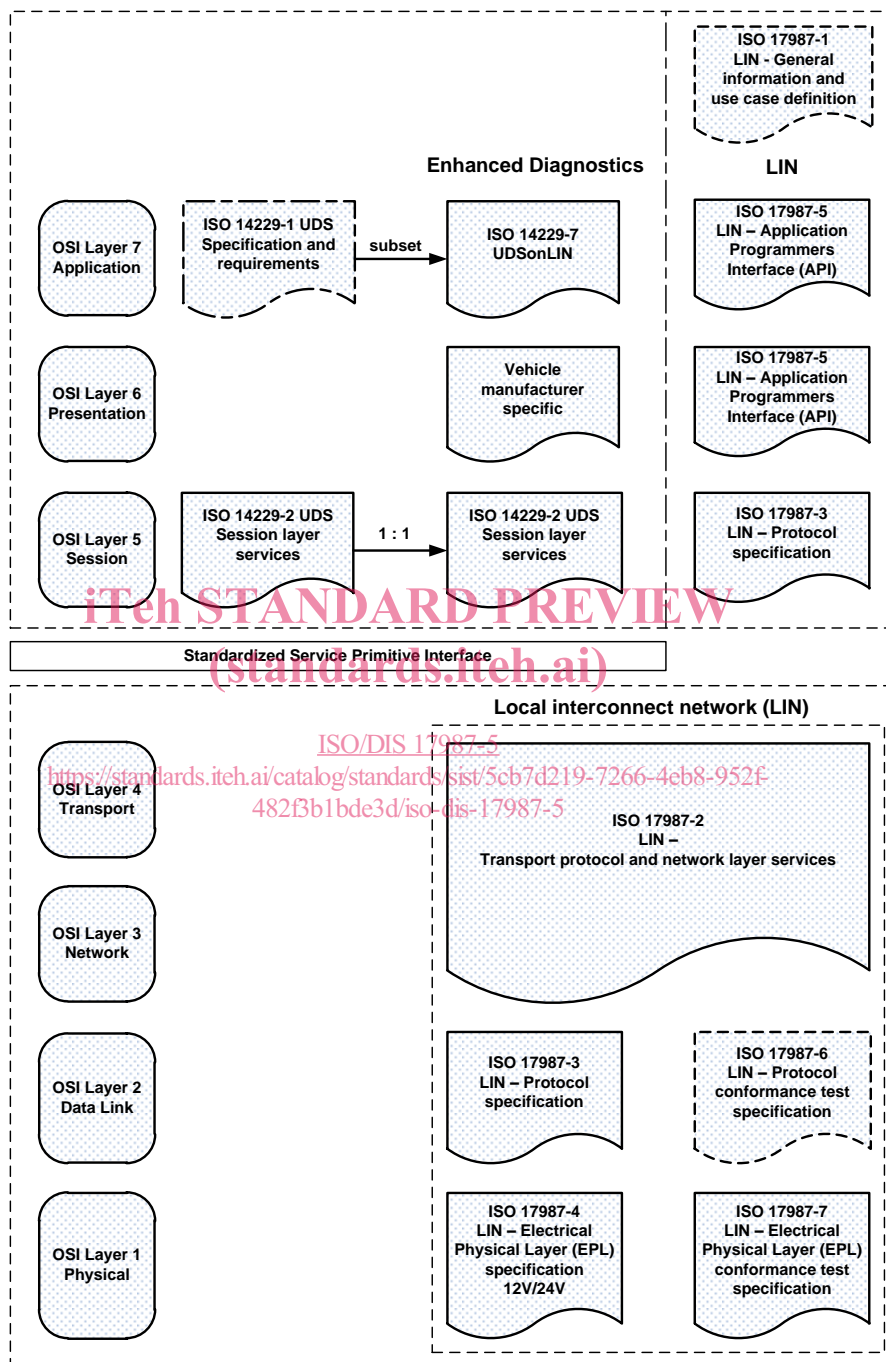 ISO 17987-1
LIN - General
information and
use case definition
Enhanced Diagnostics
LIN
OSI Layer 7
Application
ISO 14229-1 UDS
Specification and
requirements
subset
ISO 14229-7
UDSonLIN
ISO 17987-5
LIN – Application
Programmers
Interface (API)
OSI Layer 6
Presentation
Vehicle
manufacturer
specific
ISO 17987-5
LIN – Application
Programmers
Interface (API)
OSI Layer 5
Session
ISO 14229-2 UDS
Session layer
services
1 : 1
ISO 14229-2 UDS
Session layer
services
ISO 17987-3
LIN – Protocol
specification
iTeh STANDARD PREVIEW
Standardized Service Primitive Interface
(standards.iteh.ai)
Local interconnect network (LIN)
ISO/DIS 17987-5
https://standards.iteh.ai/catalog/standards/sist/5cb7d219-7266-4eb8-952f-
482f3b1bde3d/iso-dis-17987-5
OSI Layer 4
Transport
ISO 17987-2
LIN –
Transport protocol and network layer services
OSI Layer 3
Network
OSI Layer 2
Data Link
ISO 17987-3
LIN – Protocol
specification
ISO 17987-6
LIN – Protocol
conformance test
specification
OSI Layer 1
Physical
ISO 17987-4
LIN – Electrical
Physical Layer (EPL)
specification
12V/24V
ISO 17987-7
LIN – Electrical
Physical Layer (EPL)
conformance test
specification